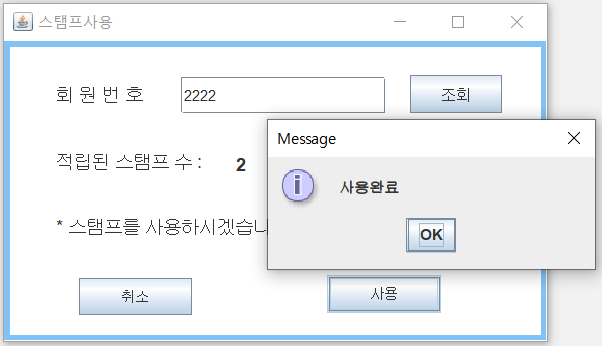 스탬프사용
회 원 번 호
2222
조회
Message
적립된 스탬프 수 :
2
사용완료
* 스탬프를 사용하시겠습니
OK
취소
사용